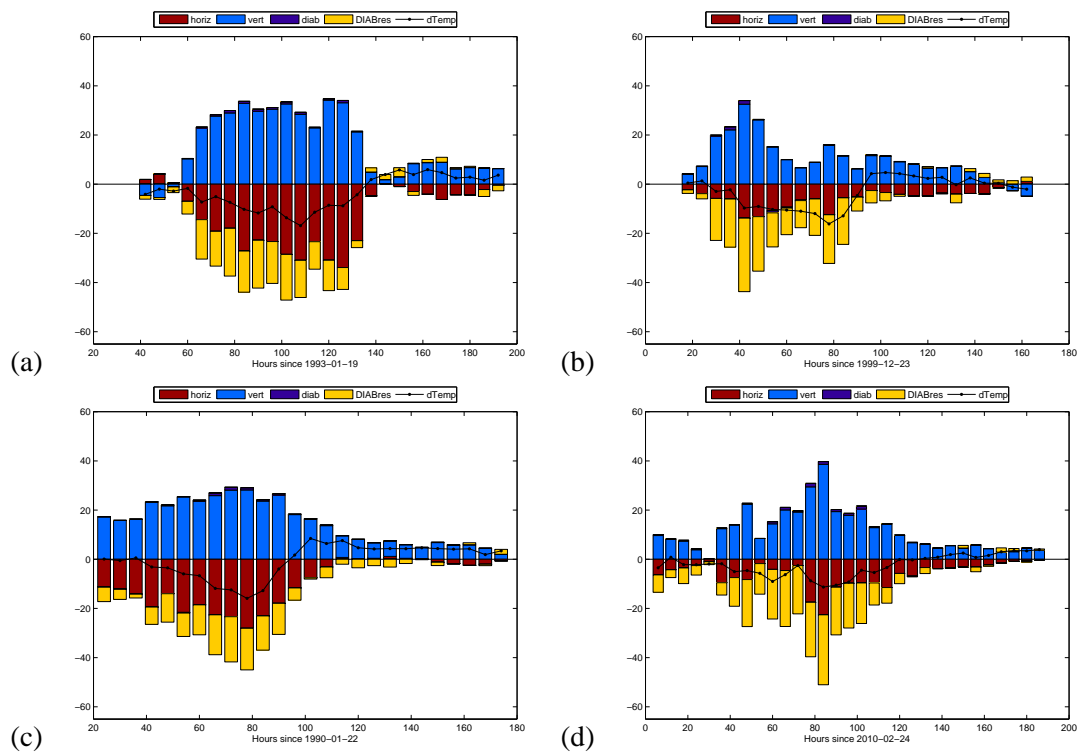 horiz vert diab DIABres dTemp
60
40
20
0
−20
−40
−60
20 40 60 80 100 120 140 160 180 200
Hours since 1993−01−19
(a)
horiz vert diab DIABres dTemp
60
40
20
0
−20
−40
−60
0 20 40 60 80 100 120 140 160 180
Hours since 1999−12−23
(b)
horiz vert diab DIABres dTemp
60
40
20
0
−20
−40
−60
20 40 60 80 100 120 140 160 180
Hours since 1990−01−22
(c)
horiz vert diab DIABres dTemp
60
40
20
0
−20
−40
−60
0 20 40 60 80 100 120 140 160 180 200
Hours since 2010−02−24
(d)